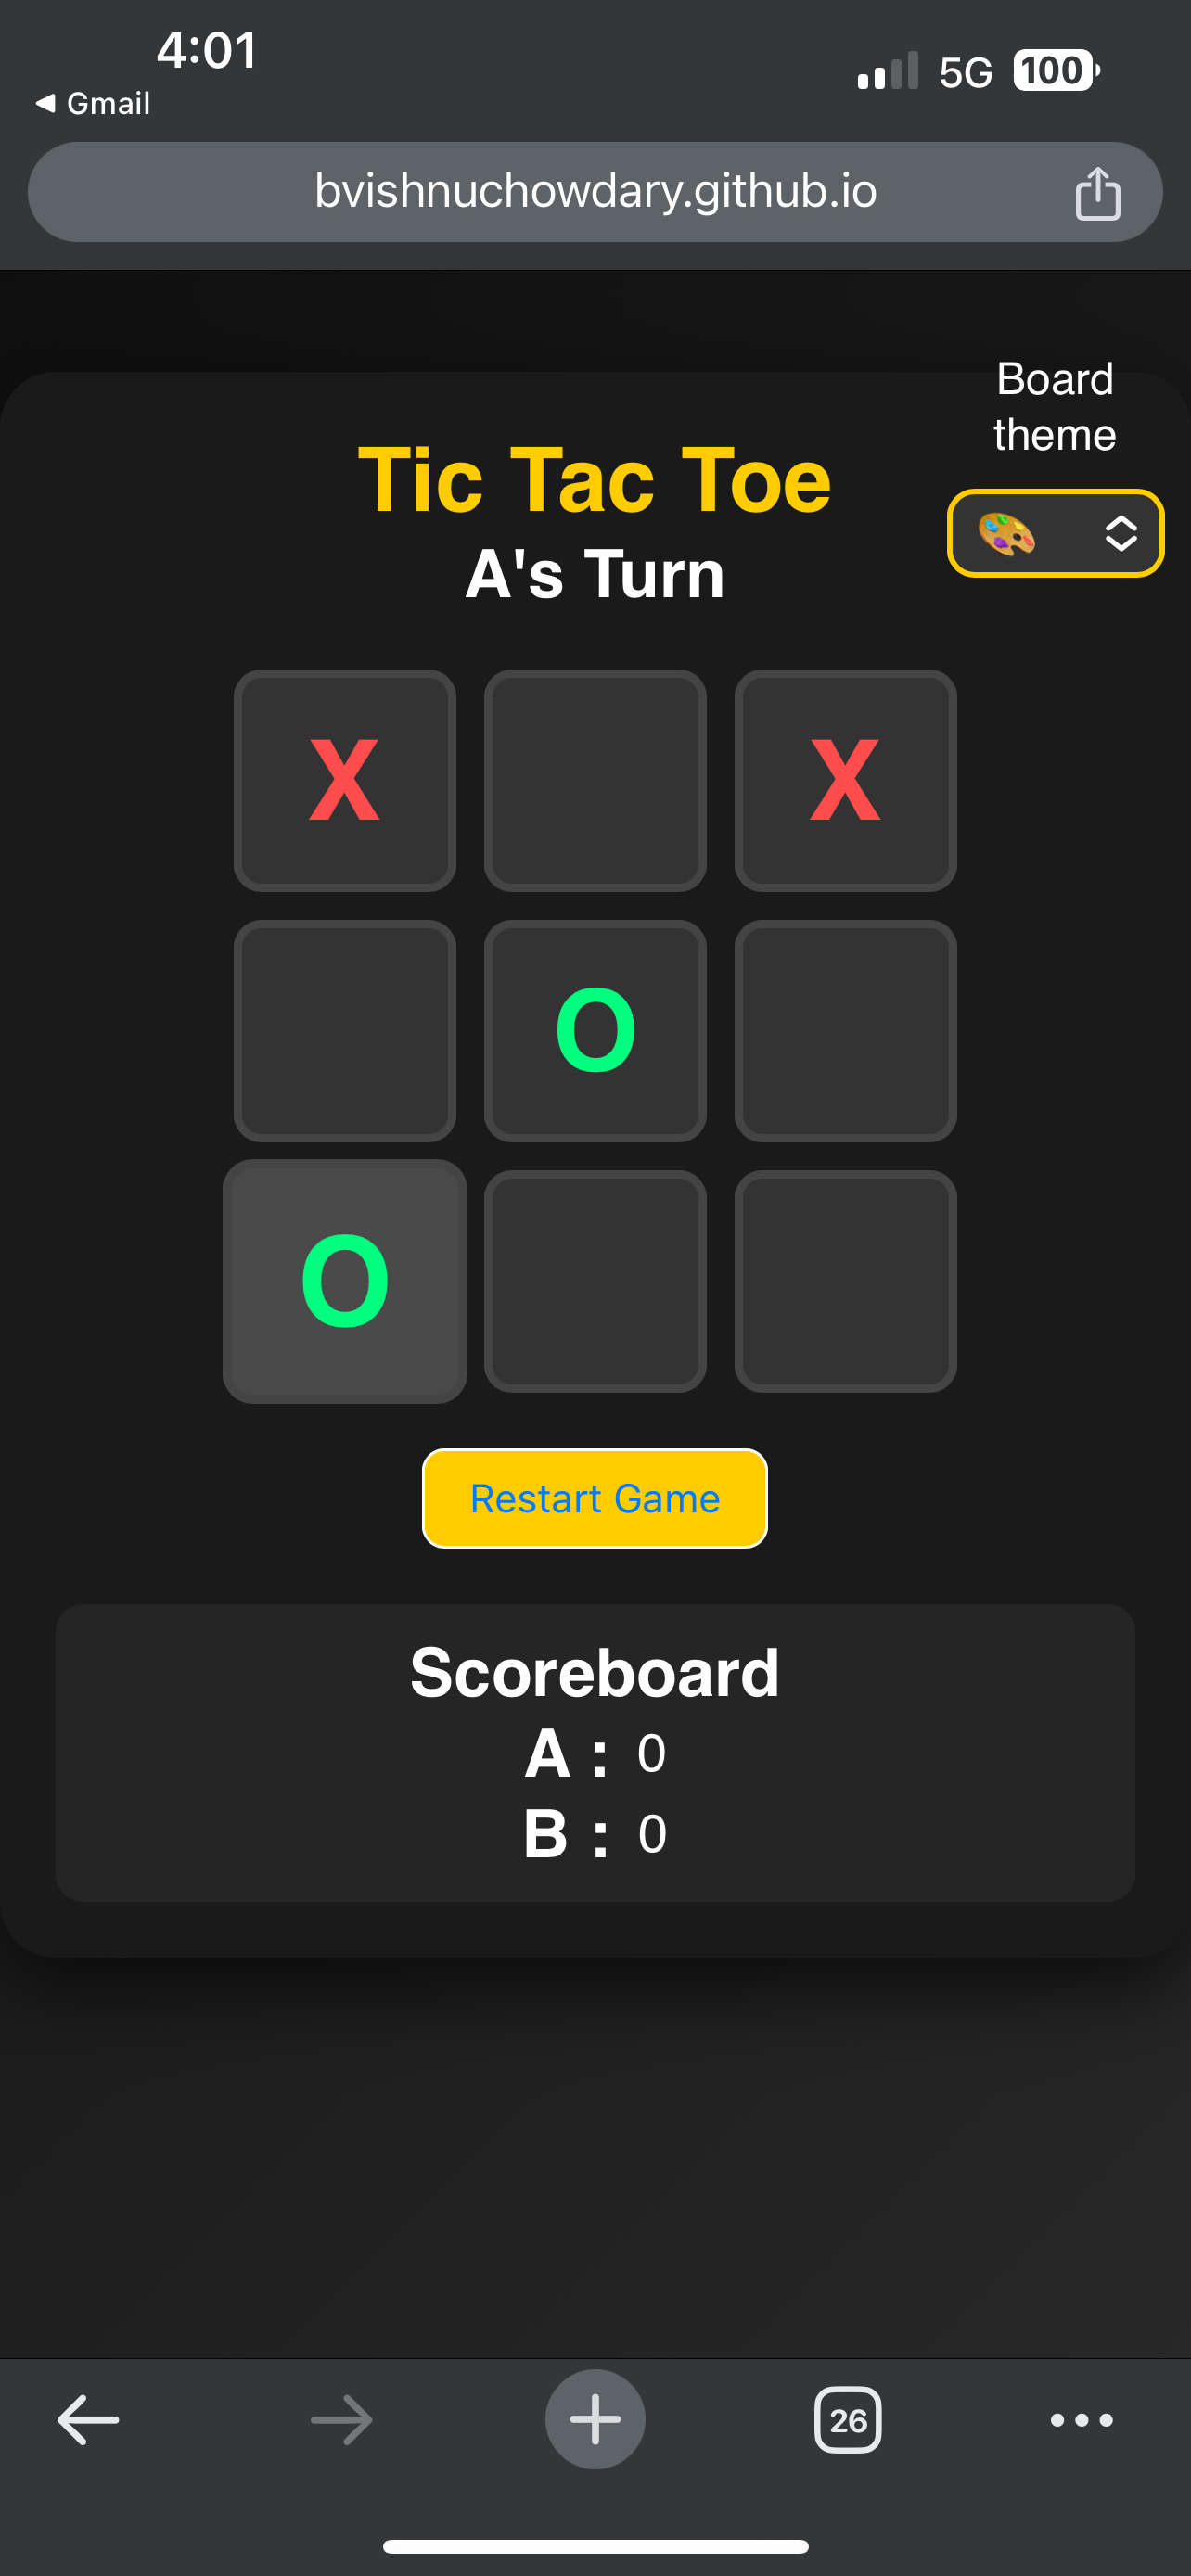 4:01
5G 100
◀ Gmail
bvishnuchowdary.github.io
Board
theme
Tic Tac Toe
A's Turn
X X
O
O
Restart Game
Scoreboard
A : 0
B : 0
26